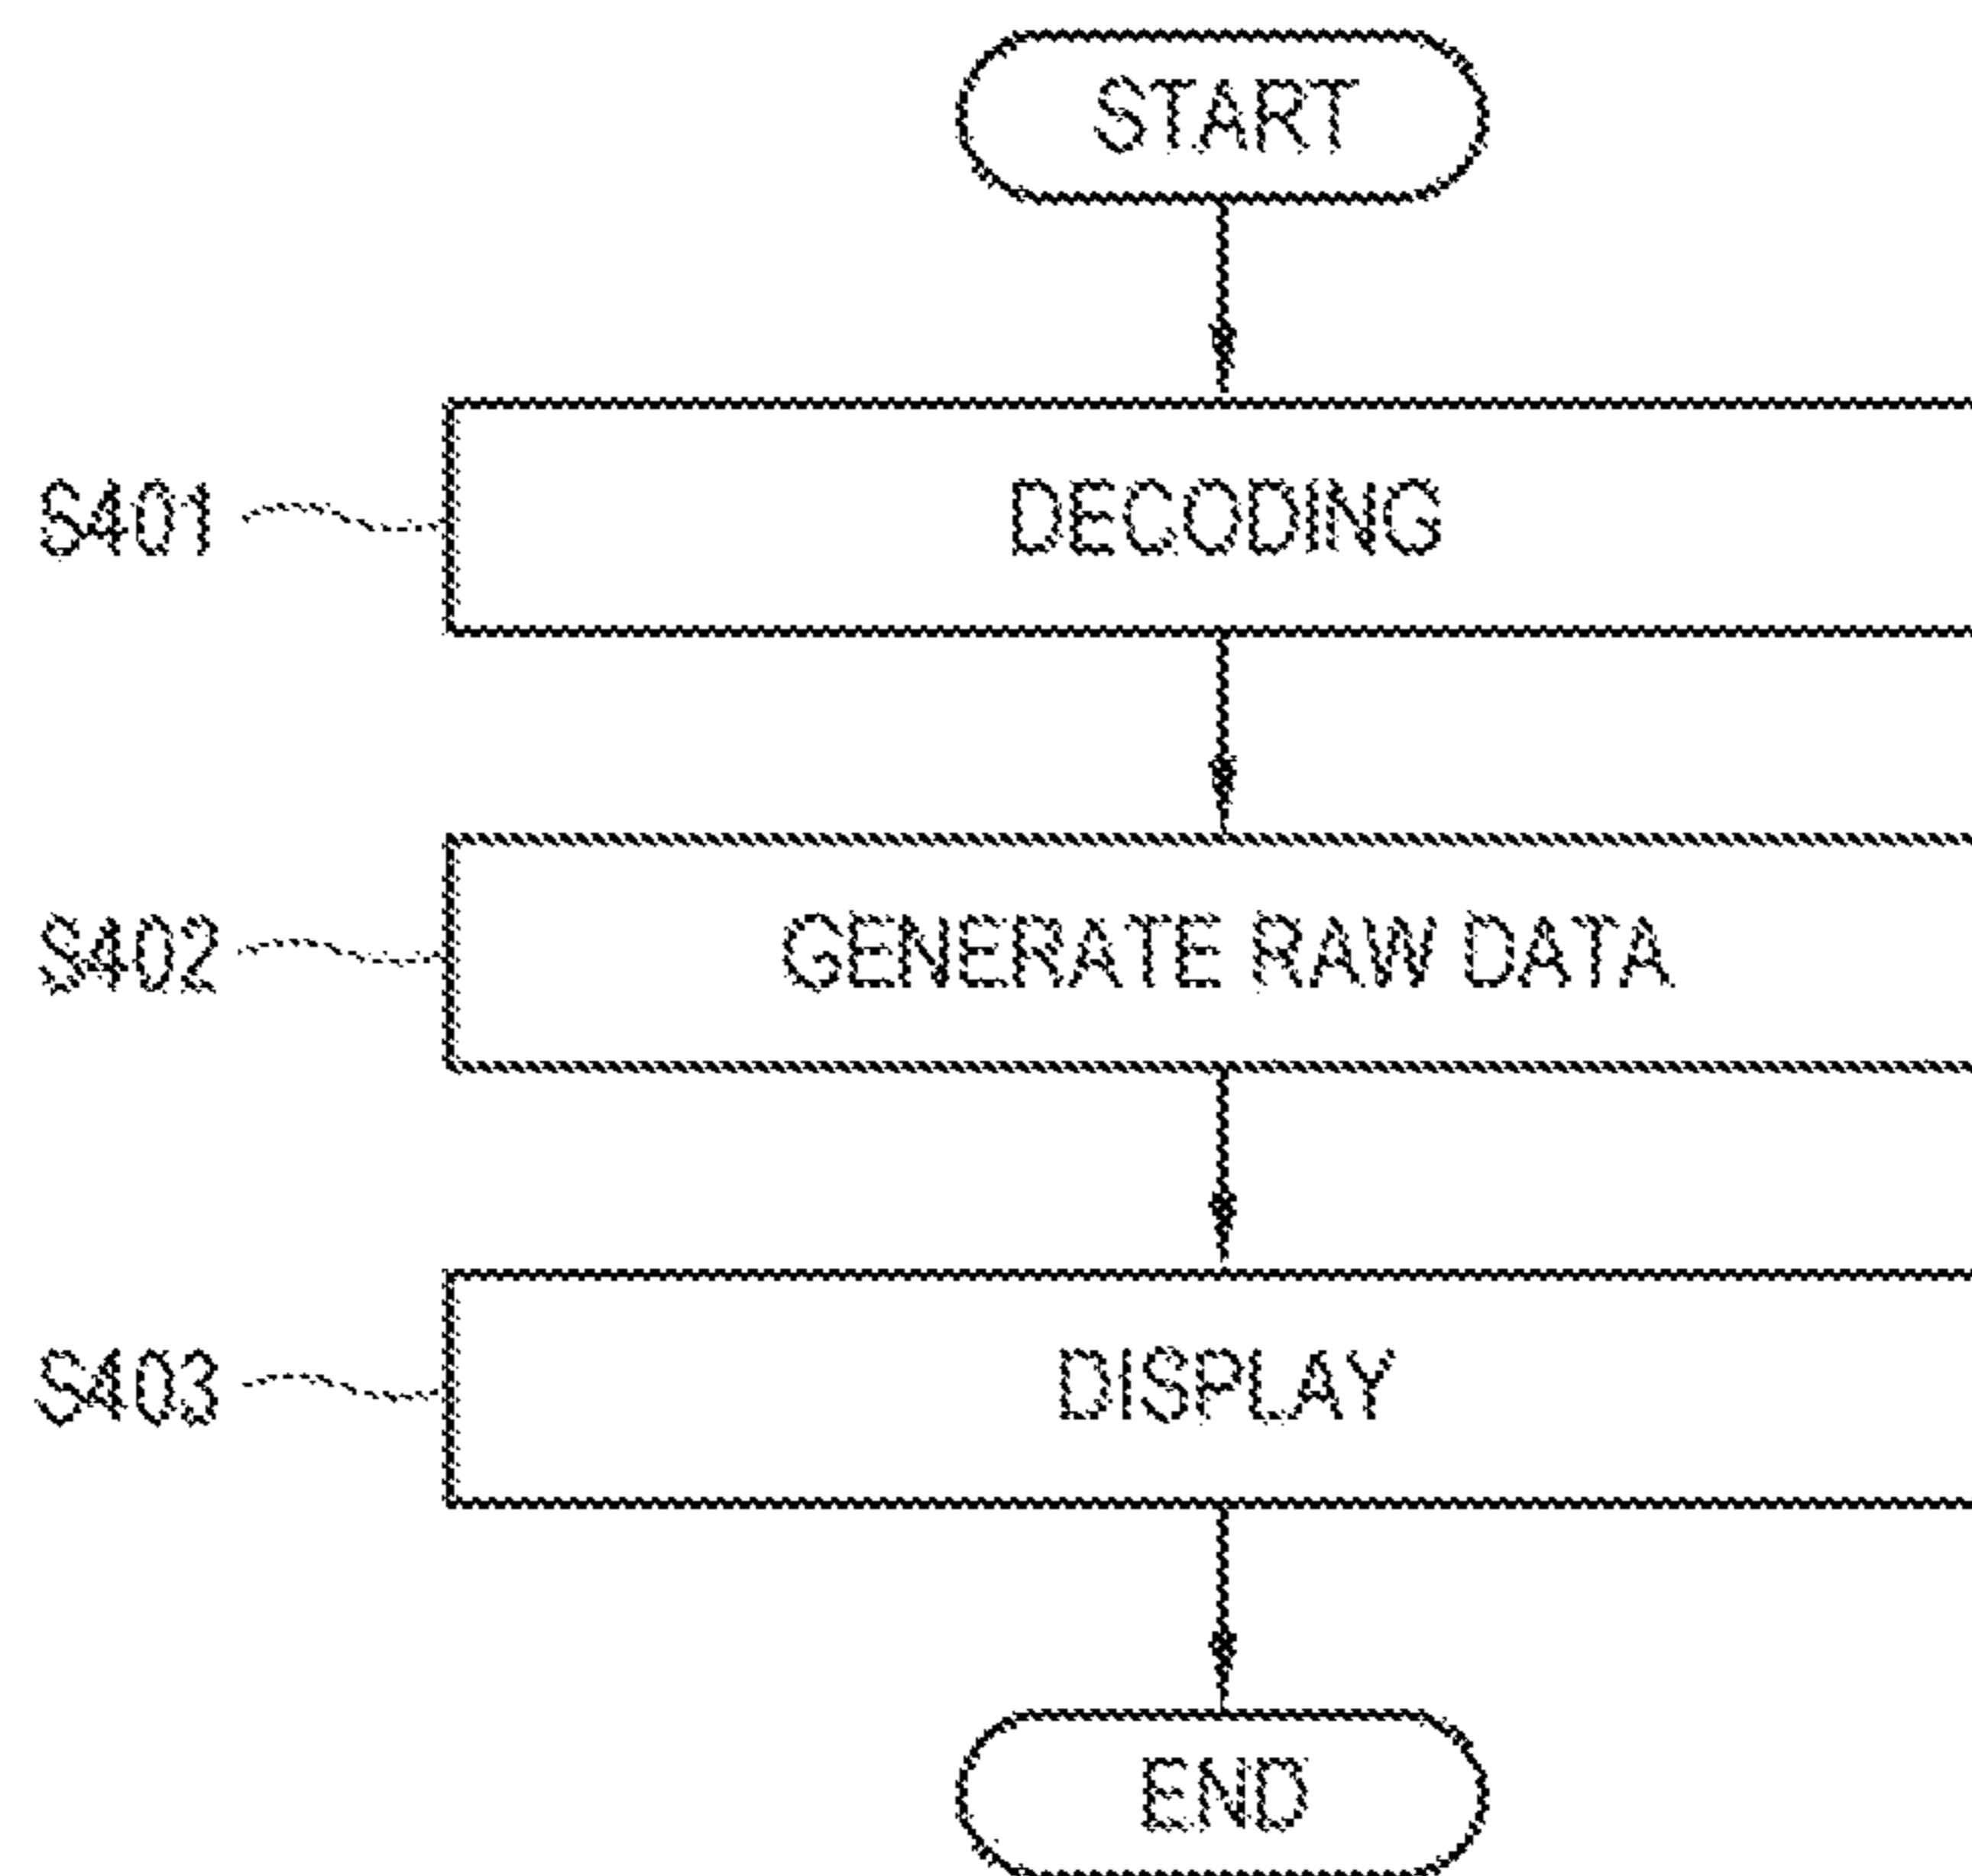 START
S401 DECODING
S402 GENERATE RAW DATA
S403 DISPLAY
END